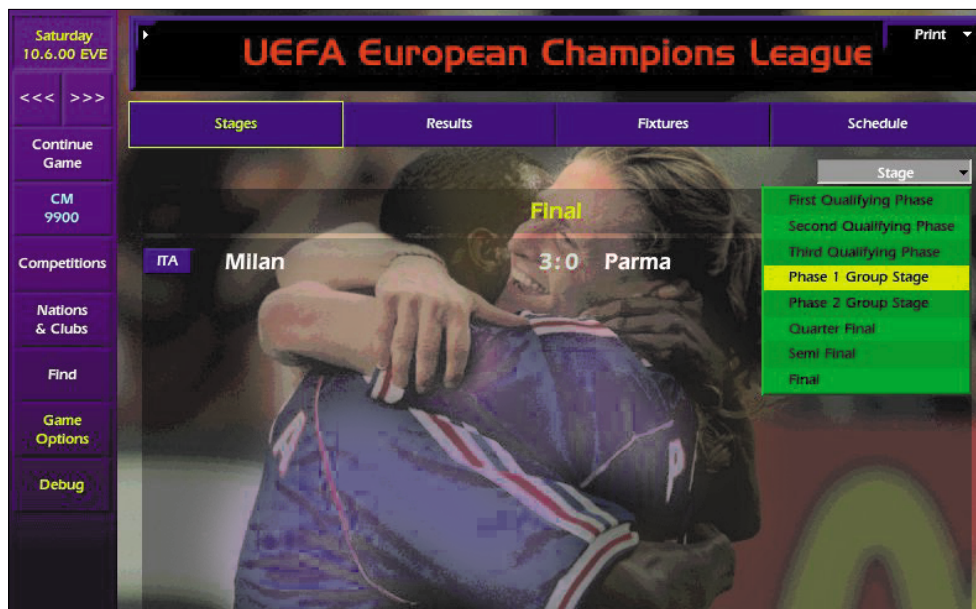 Saturday
10.6.00 EVE
<<< >>>
Continue
Game
CM
9900
Competitions
Nations
& Clubs
Find
Game
Options
Debug
UEFA European Champions League
Print
Stages
Results
Fixtures
Schedule
Stage
First Qualifying Phase
Second Qualifying Phase
Third Qualifying Phase
Phase 1 Group Stage
Phase 2 Group Stage
Quarter Final
Semi Final
Final
Final
ITA Milan 3:0 Parma